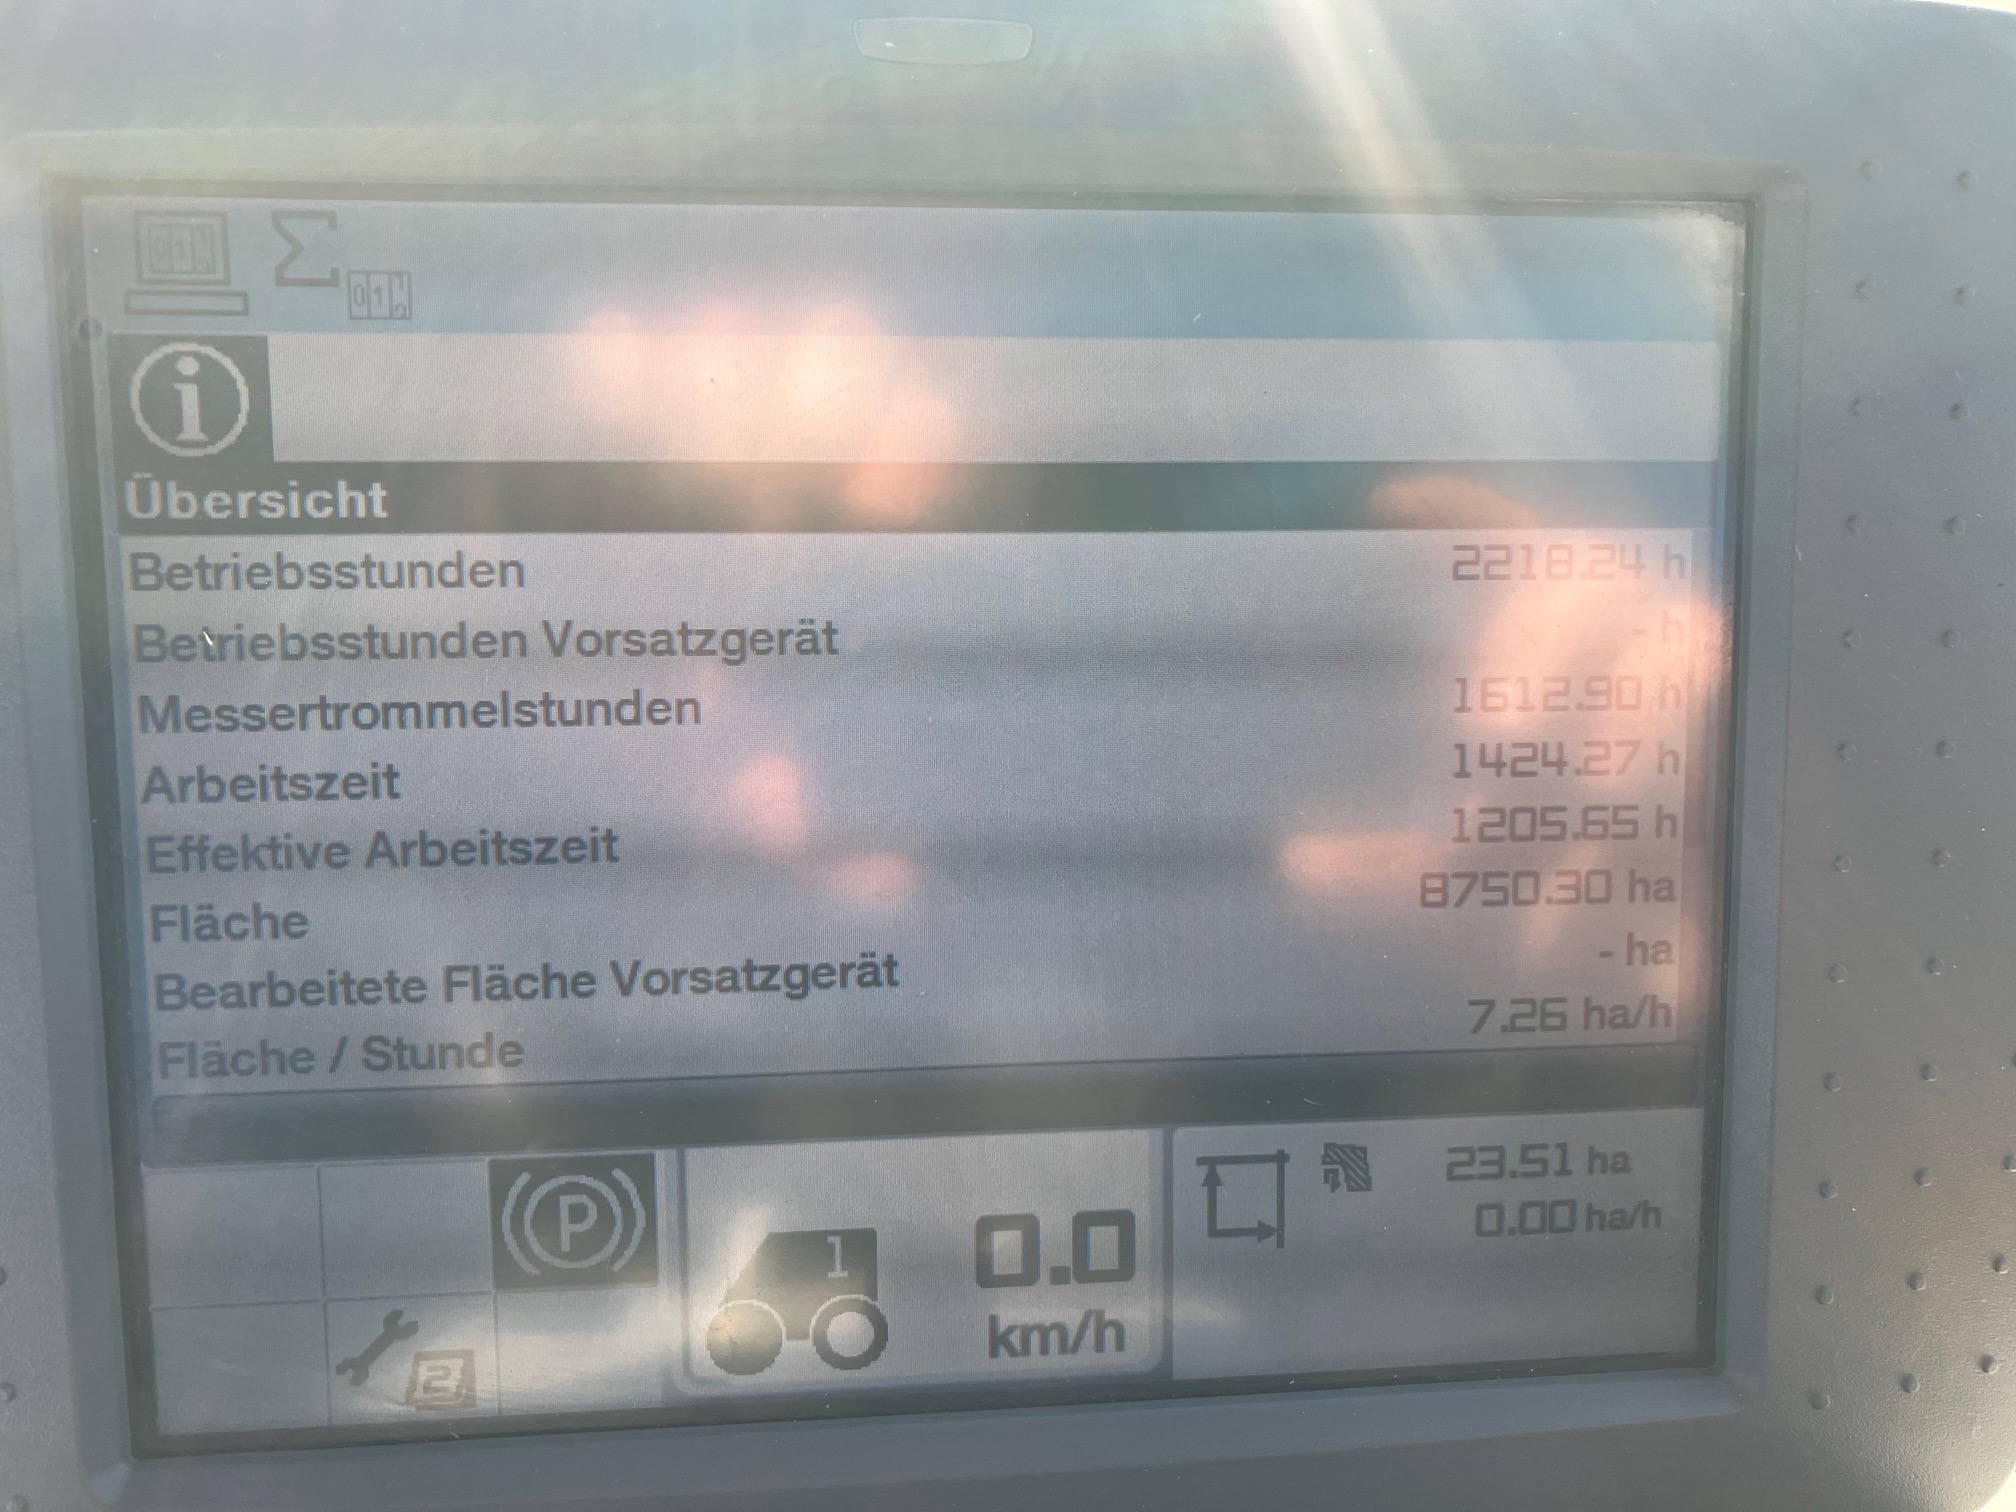 Übersicht
Betriebsstunden 2218.24 h
Betriebsstunden Vorsatzgerät - h
Messertrommelstunden 1612.90 h
Arbeitszeit 1424.27 h
Effektive Arbeitszeit 1205.65 h
Fläche 8750.30 ha
Bearbeitete Fläche Vorsatzgerät - ha
Fläche / Stunde 7.26 ha/h
P
2
1
0.0
km/h
23.51 ha
0.00 ha/h